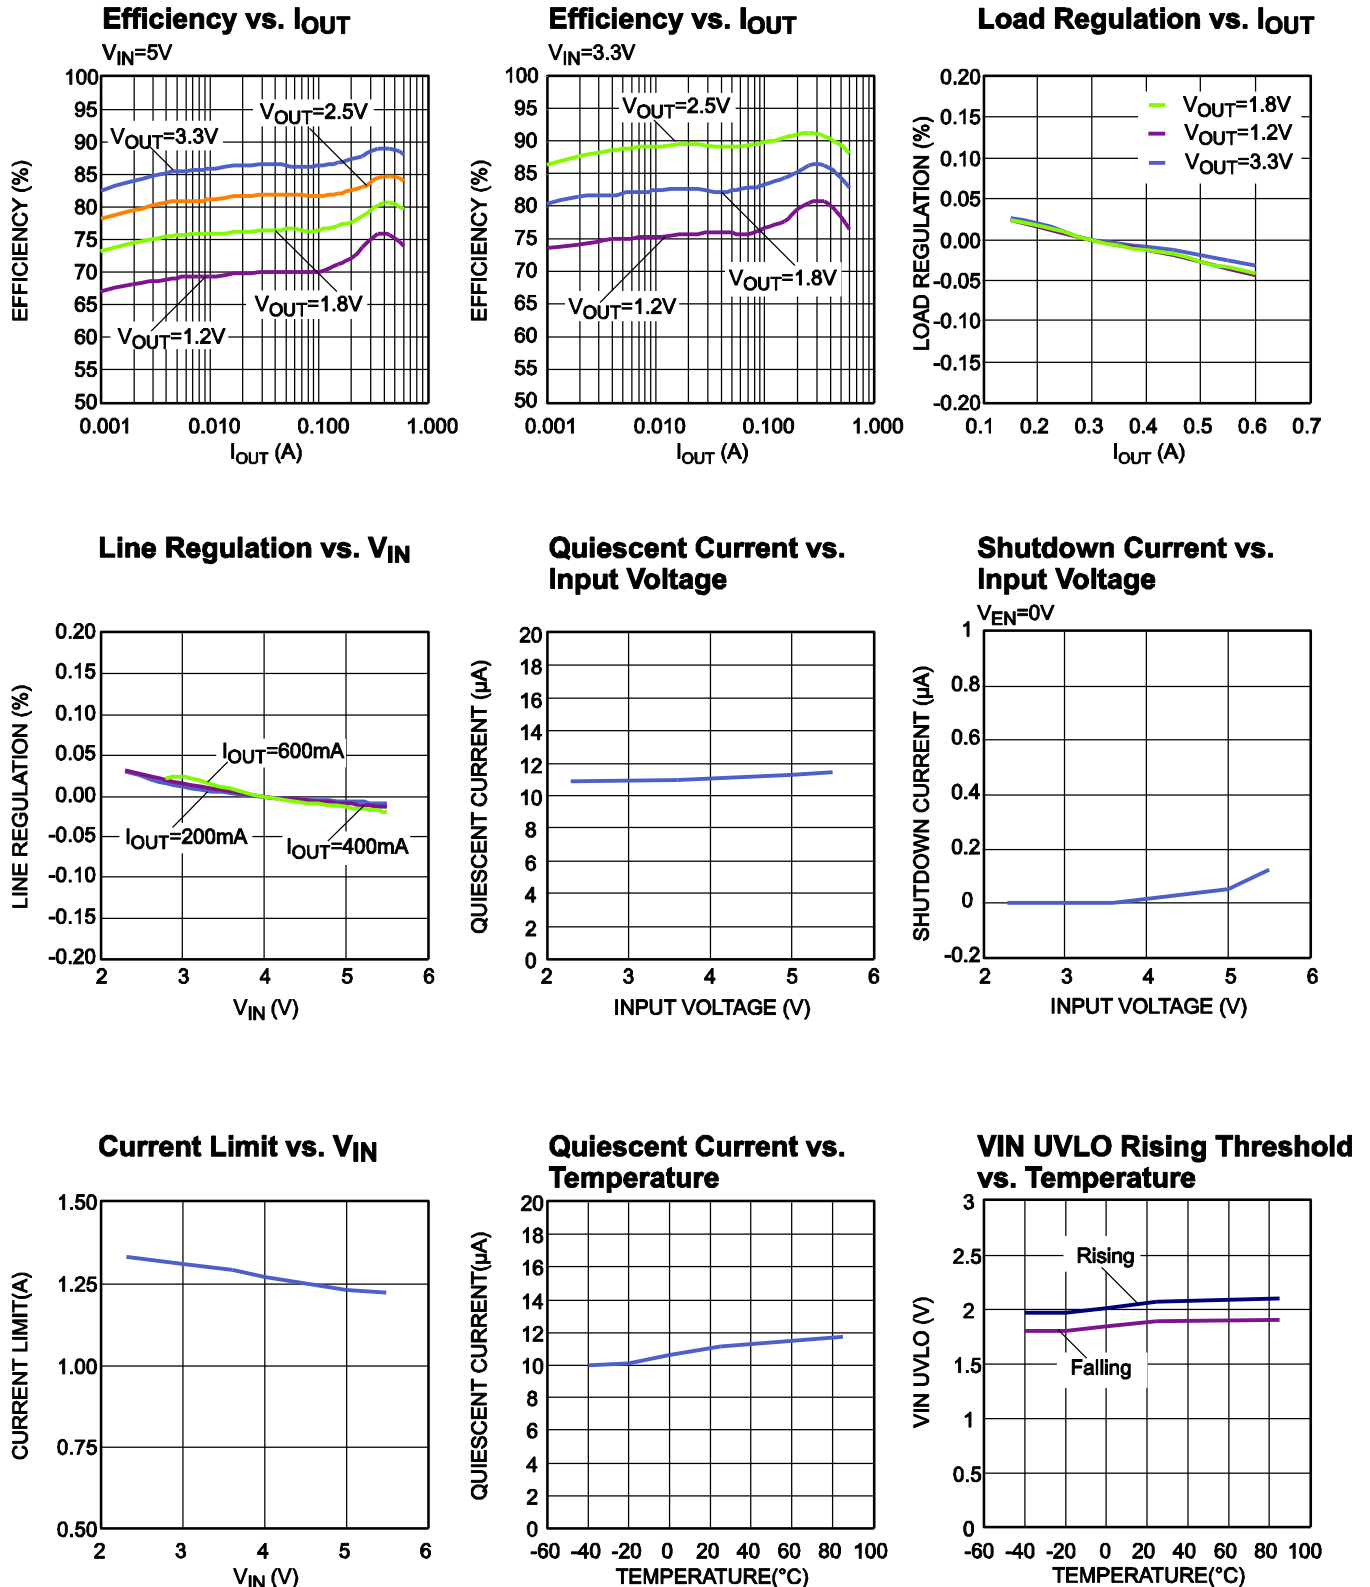 Efficiency vs. IOUT
VIN=5V
100
95
90
85
80
75
70
65
60
55
50
EFFICIENCY (%)
VOUT=2.5V
VOUT=3.3V
VOUT=1.8V
VOUT=1.2V
0.001 0.010 0.100 1.000
IOUT (A)
Efficiency vs. IOUT
VIN=3.3V
100
95
90
85
80
75
70
65
60
55
50
EFFICIENCY (%)
VOUT=2.5V
VOUT=1.8V
VOUT=1.2V
0.001 0.010 0.100 1.000
IOUT (A)
Load Regulation vs. IOUT
0.20
0.15
0.10
0.05
0.00
-0.05
-0.10
-0.15
-0.20
LOAD REGULATION (%)
VOUT=1.8V
VOUT=1.2V
VOUT=3.3V
0.1 0.2 0.3 0.4 0.5 0.6 0.7
IOUT (A)
Line Regulation vs. VIN
0.20
0.15
0.10
0.05
0.00
-0.05
-0.10
-0.15
-0.20
LINE REGULATION (%)
IOUT=600mA
IOUT=200mA
IOUT=400mA
2 3 4 5 6
VIN (V)
Quiescent Current vs.
Input Voltage
20
18
16
14
12
10
8
6
4
2
0
QUIESCENT CURRENT (µA)
2 3 4 5 6
INPUT VOLTAGE (V)
Shutdown Current vs.
Input Voltage
VEN=0V
1
0.8
0.6
0.4
0.2
0
-0.2
SHUTDOWN CURRENT (µA)
2 3 4 5 6
INPUT VOLTAGE (V)
Current Limit vs. VIN
1.50
1.25
1.00
0.75
0.50
CURRENT LIMIT(A)
2 3 4 5 6
VIN (V)
Quiescent Current vs.
Temperature
20
18
16
14
12
10
8
6
4
2
0
QUIESCENT CURRENT(µA)
-60 -40 -20 0 20 40 60 80 100
TEMPERATURE(°C)
VIN UVLO Rising Threshold
vs. Temperature
3
2.5
2
1.5
1
0.5
0
VIN UVLO (V)
Rising
Falling
-60 -40 -20 0 20 40 60 80 100
TEMPERATURE(°C)